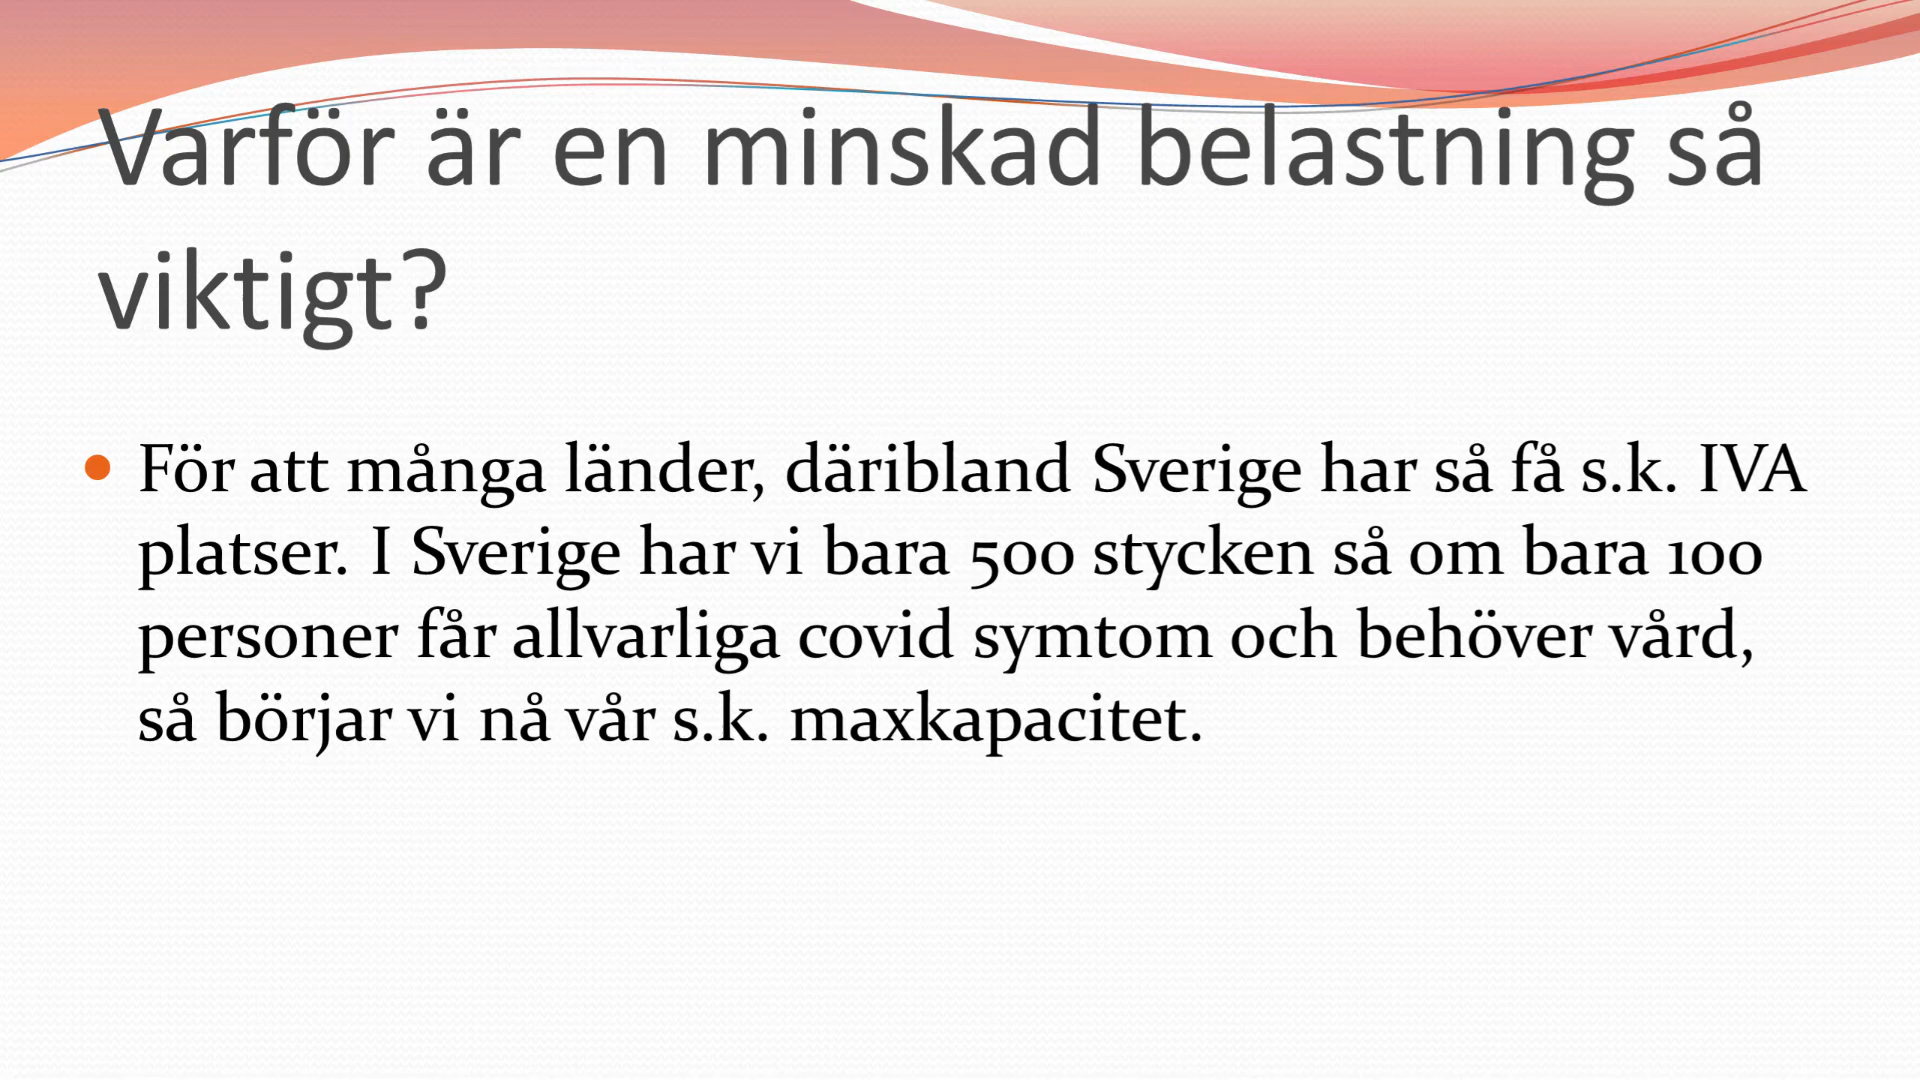 Varför är en minskad belastning så
viktigt?
För att många länder, däribland Sverige har så få s.k. IVA
platser. I Sverige har vi bara 500 stycken så om bara 100
personer får allvarliga covid symtom och behöver vård,
så börjar vi nå vår s.k. maxkapacitet.